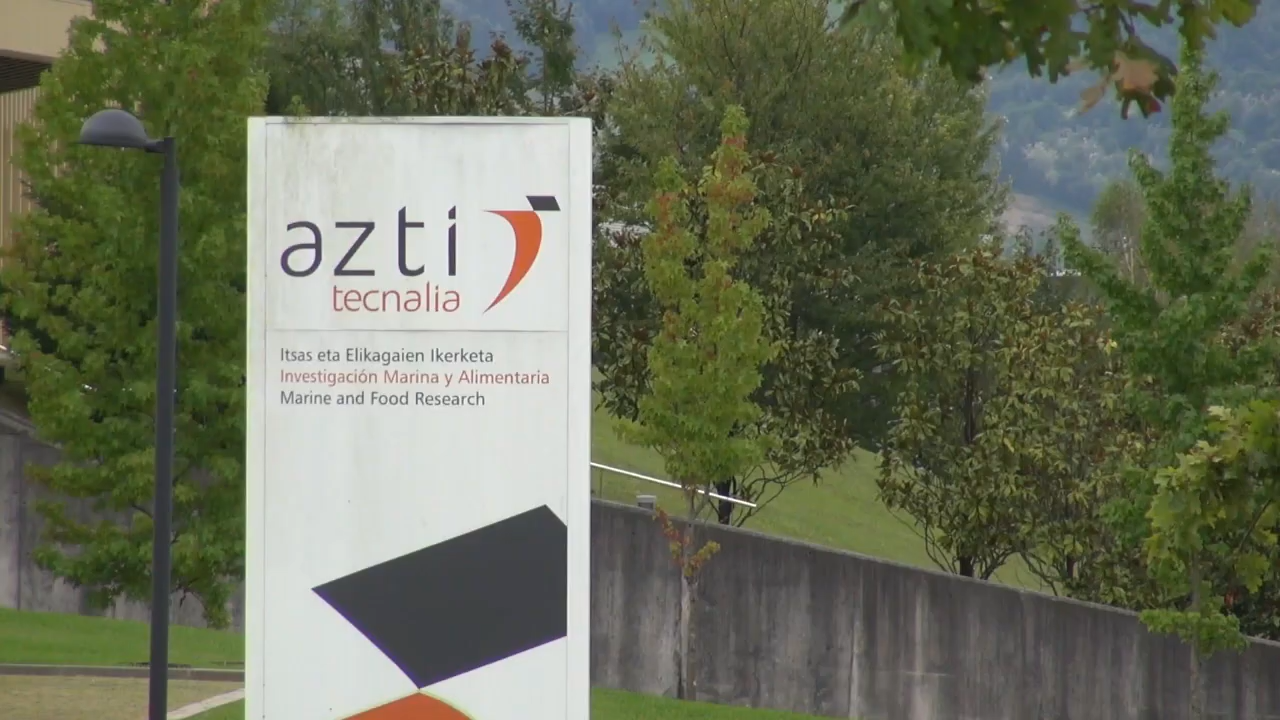 azti
tecnalia
Itsas eta Elikagaien Ikerketa
Investigación Marina y Alimentaria
Marine and Food Research